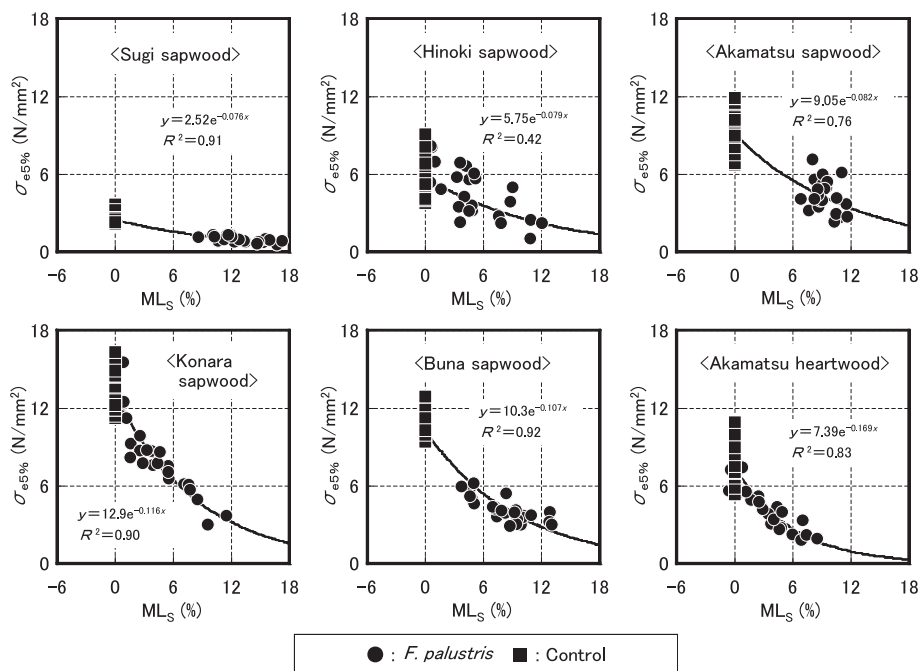 18
12
6
0
σe5% (N/mm²)
<Sugi sapwood>
y=2.52e^-0.076x
R²=0.91
-6 0 6 12 18
MLS (%)
18
12
6
0
σe5% (N/mm²)
<Hinoki sapwood>
y=5.75e^-0.079x
R²=0.42
-6 0 6 12 18
MLS (%)
18
12
6
0
σe5% (N/mm²)
<Akamatsu sapwood>
y=9.05e^-0.082x
R²=0.76
-6 0 6 12 18
MLS (%)
18
12
6
0
σe5% (N/mm²)
<Konara
sapwood>
y=12.9e^-0.116x
R²=0.90
-6 0 6 12 18
MLS (%)
18
12
6
0
σe5% (N/mm²)
<Buna sapwood>
y=10.3e^-0.107x
R²=0.92
-6 0 6 12 18
MLS (%)
18
12
6
0
σe5% (N/mm²)
<Akamatsu heartwood>
y=7.39e^-0.169x
R²=0.83
-6 0 6 12 18
MLS (%)
● : F. palustris ■ : Control